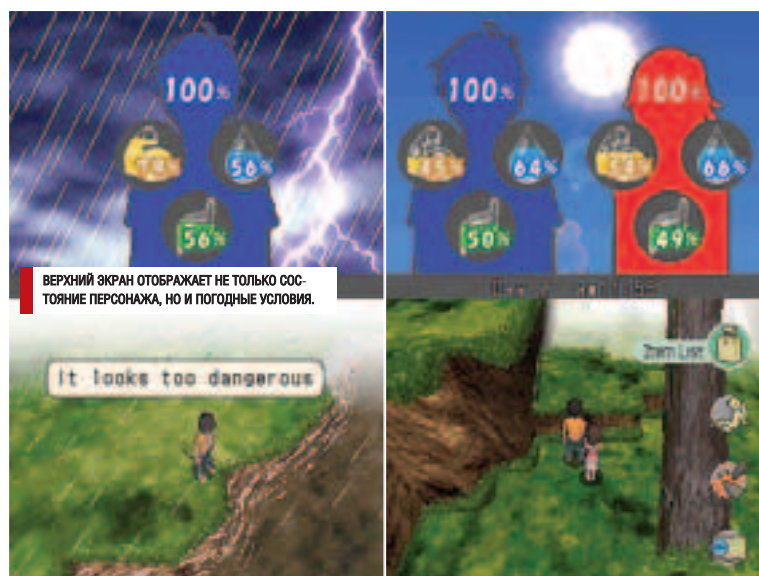 100%
56%
56%
100%
64%
50%
100%
66%
49%
ВЕРХНИЙ ЭКРАН ОТОБРАЖАЕТ НЕ ТОЛЬКО СОС-
ТОЯНИЕ ПЕРСОНАЖА, НО И ПОГОДНЫЕ УСЛОВИЯ.
It looks too dangerous
Item List